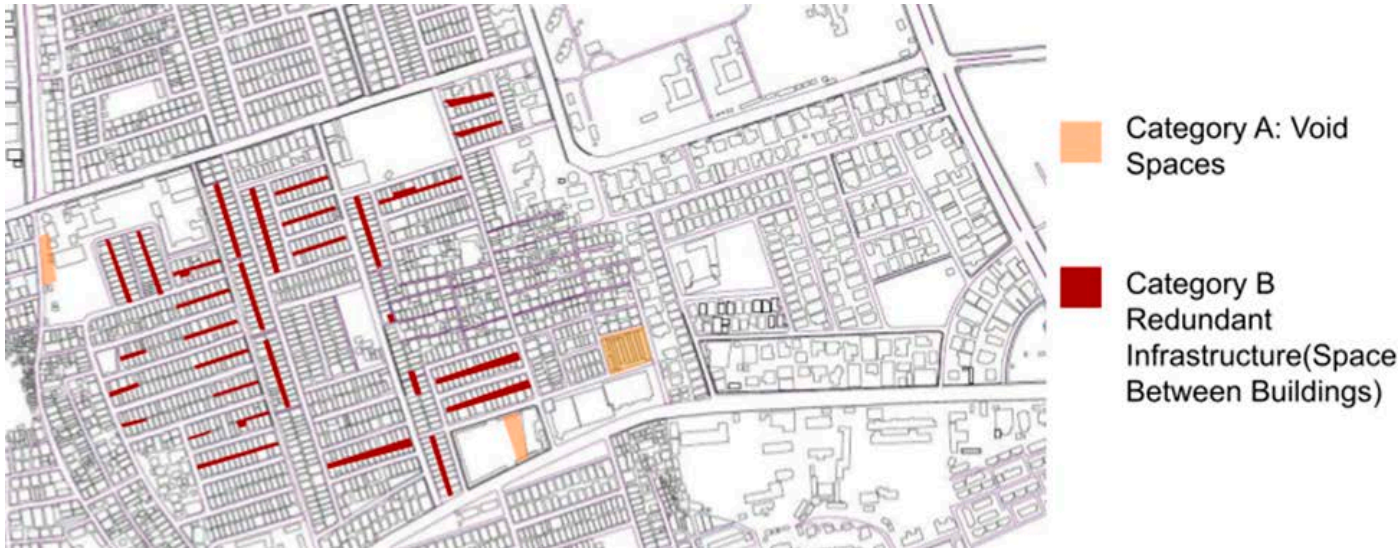 Category A: Void
Spaces
Category B
Redundant
Infrastructure(Space
Between Buildings)